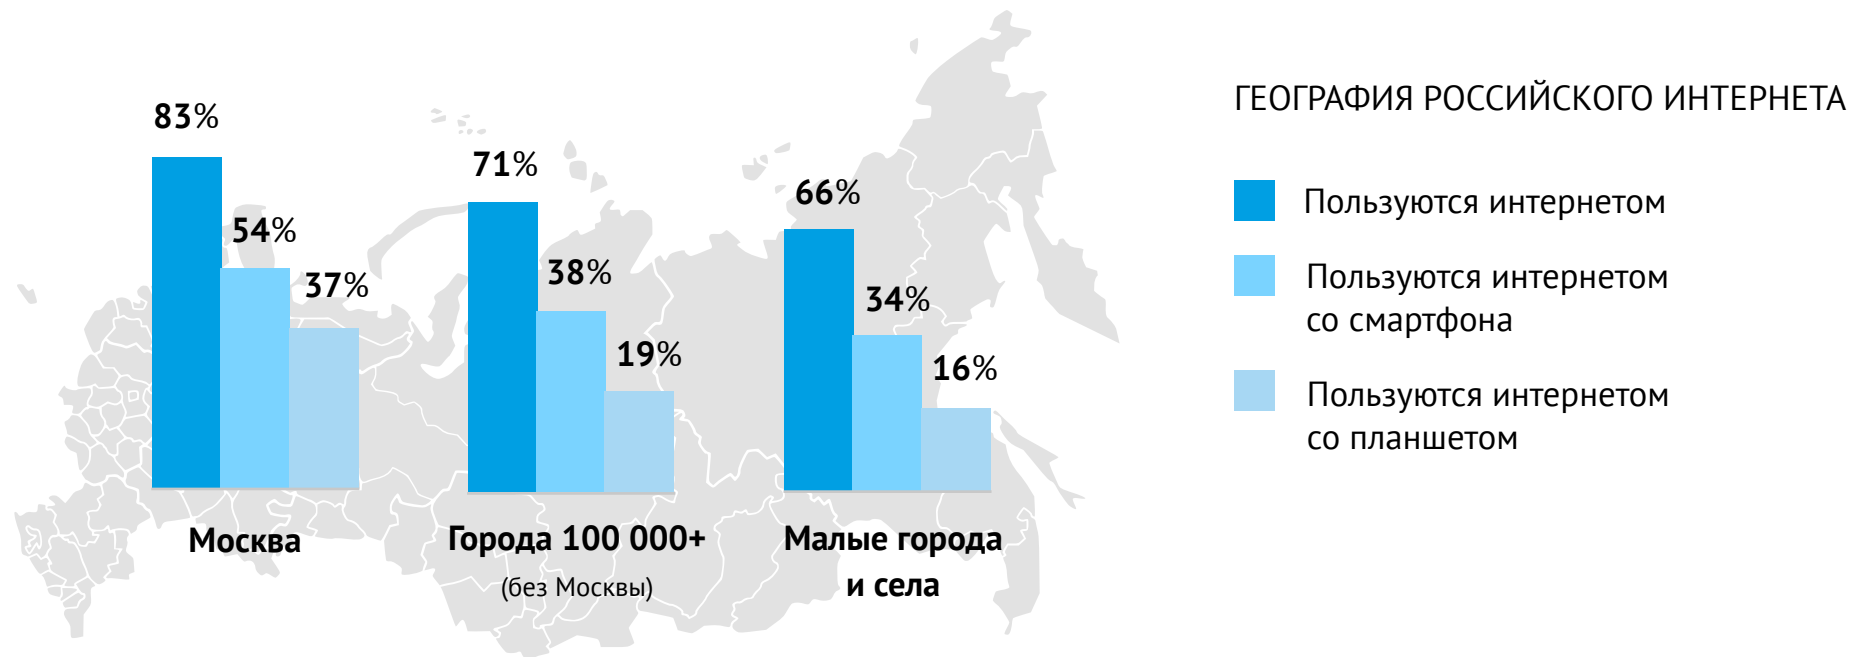 ГЕОГРАФИЯ РОССИЙСКОГО ИНТЕРНЕТА
83%
54%
37%
Москва
71%
38%
19%
Города 100 000+
(без Москвы)
66%
34%
16%
Малые города
и села
Пользуются интернетом
Пользуются интернетом
со смартфона
Пользуются интернетом
со планшетом